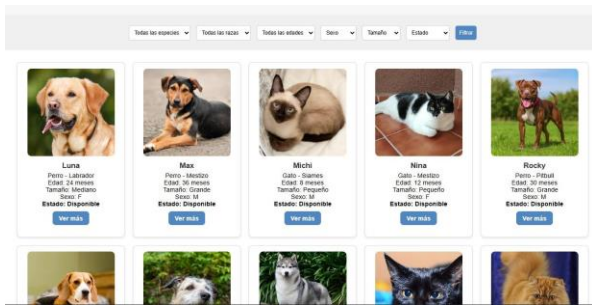 Todas las especies Todas las razas Todas las edades Sexo Tamaño Estado Filtrar
Luna
Perro - Labrador
Edad: 24 meses
Tamaño: Mediano
Sexo: F
Estado: Disponible
Ver más
Max
Perro - Mestizo
Edad: 36 meses
Tamaño: Grande
Sexo: M
Estado: Disponible
Ver más
Michi
Gato - Siames
Edad: 8 meses
Tamaño: Pequeño
Sexo: M
Estado: Disponible
Ver más
Nina
Gato - Mestizo
Edad: 12 meses
Tamaño: Pequeño
Sexo: F
Estado: Disponible
Ver más
Rocky
Perro - Pitbull
Edad: 30 meses
Tamaño: Grande
Sexo: M
Estado: Disponible
Ver más